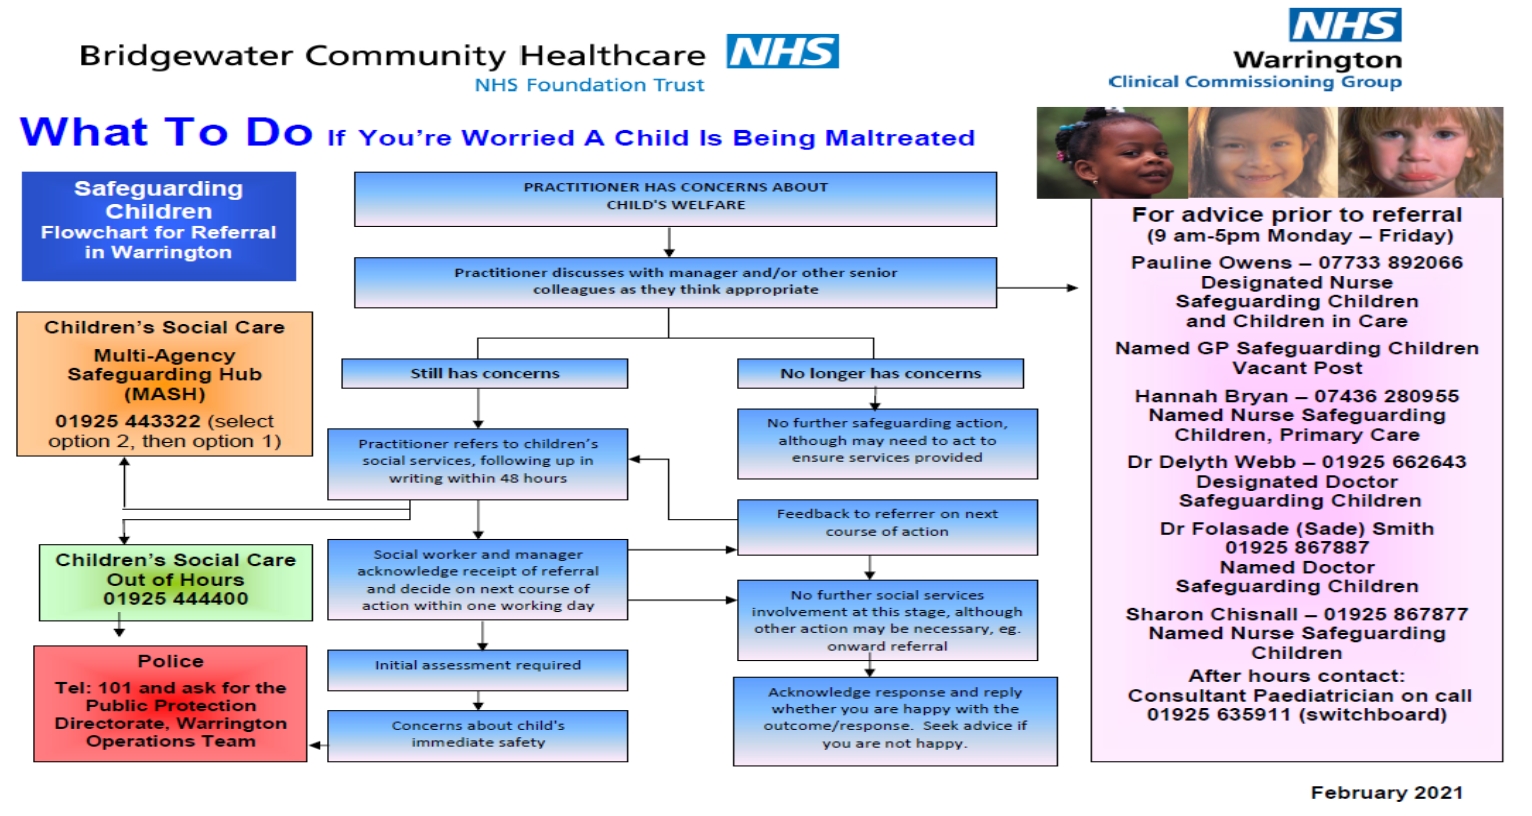 Bridgewater Community Healthcare NHS
NHS Foundation Trust
NHS
Warrington
Clinical Commissioning Group
What To Do If You're Worried A Child Is Being Maltreated
Safeguarding
Children
Flowchart for Referral
in Warrington
PRACTITIONER HAS CONCERNS ABOUT
CHILD'S WELFARE
Practitioner discusses with manager and/or other senior
colleagues as they think appropriate
Still has concerns
No longer has concerns
Practitioner refers to children's
social services, following up in
writing within 48 hours
No further safeguarding action,
although may need to act to
ensure services provided
Feedback to referrer on next
course of action
Social worker and manager
acknowledge receipt of referral
and decide on next course of
action within one working day
No further social services
involvement at this stage, although
other action may be necessary, eg.
onward referral
Initial assessment required
Concerns about child's
immediate safety
Acknowledge response and reply
whether you are happy with the
outcome/response. Seek advice if
you are not happy.
Children's Social Care
Multi-Agency
Safeguarding Hub
(MASH)
01925 443322 (select
option 2, then option 1)
Children's Social Care
Out of Hours
01925 444400
Police
Tel: 101 and ask for the
Public Protection
Directorate, Warrington
Operations Team
For advice prior to referral
(9 am-5pm Monday – Friday)
Pauline Owens – 07733 892066
Designated Nurse
Safeguarding Children
and Children in Care
Named GP Safeguarding Children
Vacant Post
Hannah Bryan – 07436 280955
Named Nurse Safeguarding
Children, Primary Care
Dr Delyth Webb – 01925 662643
Designated Doctor
Safeguarding Children
Dr Folasade (Sade) Smith
01925 867887
Named Doctor
Safeguarding Children
Sharon Chisnall – 01925 867877
Named Nurse Safeguarding
Children
After hours contact:
Consultant Paediatrician on call
01925 635911 (switchboard)
February 2021